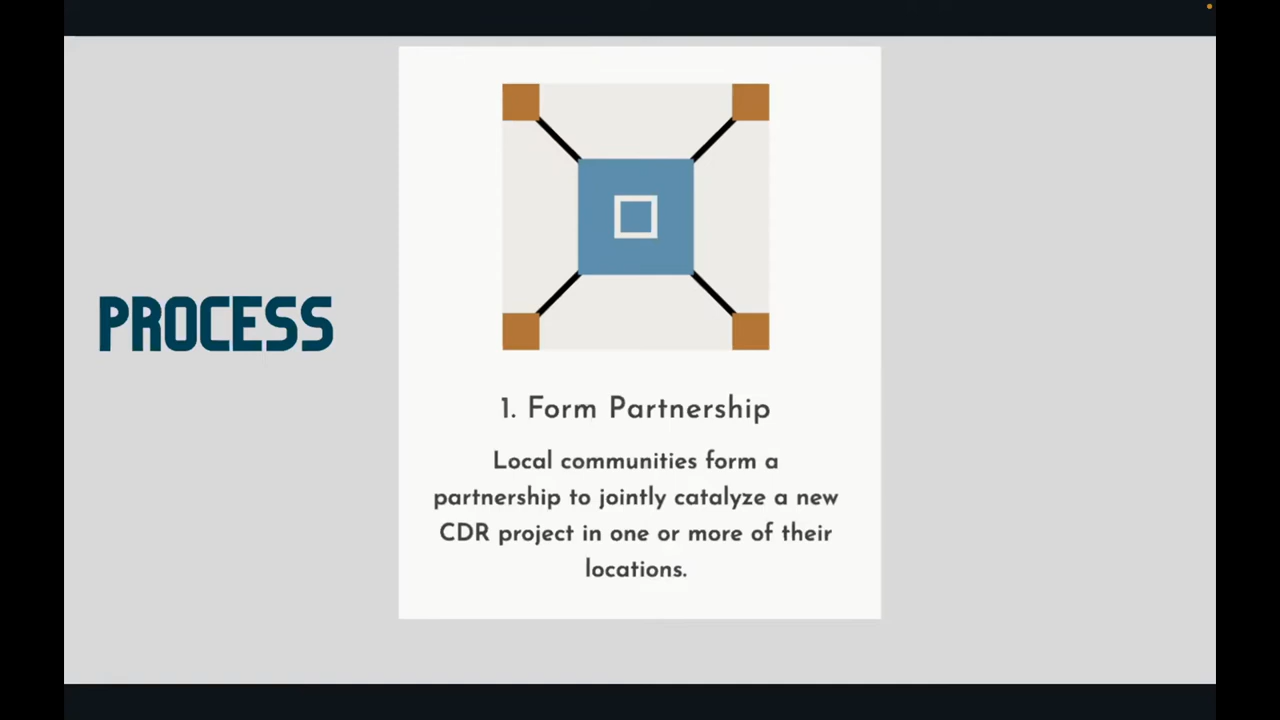 PROCESS
1. Form Partnership
Local communities form a
partnership to jointly catalyze a new
CDR project in one or more of their
locations.